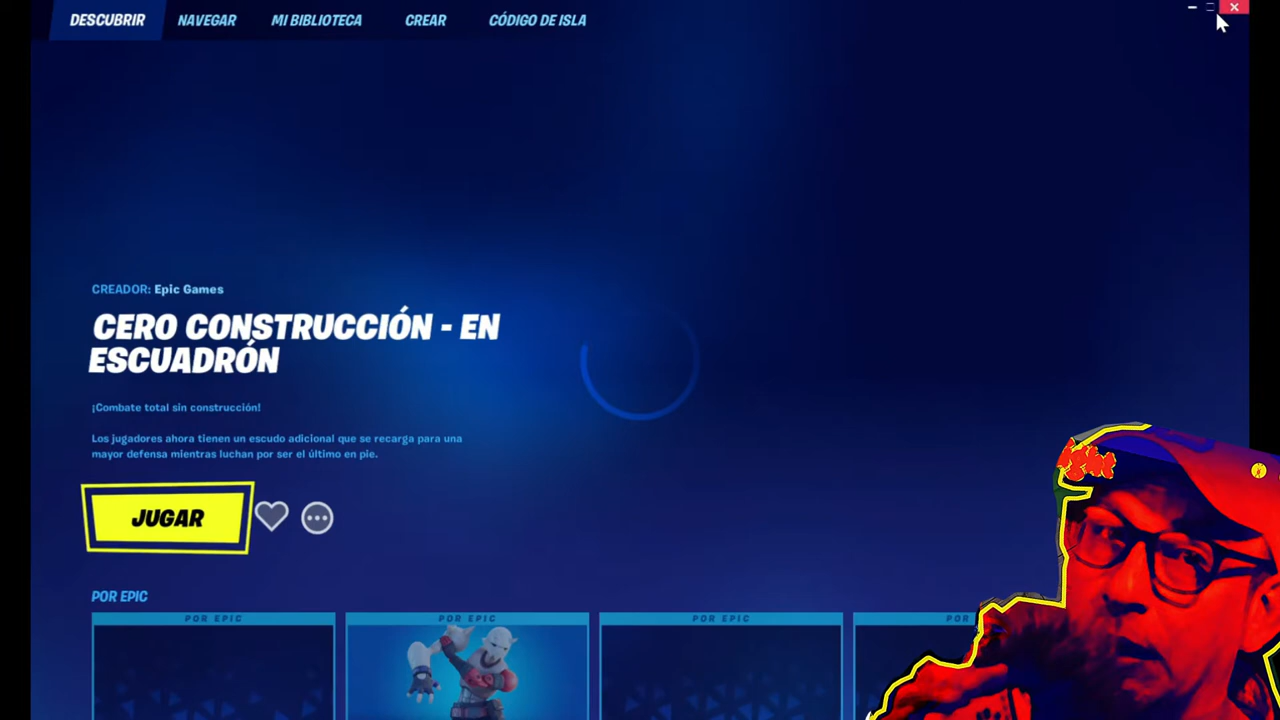 DESCUBRIR
NAVEGAR
MI BIBLIOTECA
CREAR
CÓDIGO DE ISLA
CREADOR: Epic Games
CERO CONSTRUCCIÓN - EN
ESCUADRÓN
¡Combate total sin construcción!
Los jugadores ahora tienen un escudo adicional que se recarga para una
mayor defensa mientras luchan por ser el último en pie.
JUGAR
POR EPIC
POR EPIC
POR EPIC
POR EPIC
POR